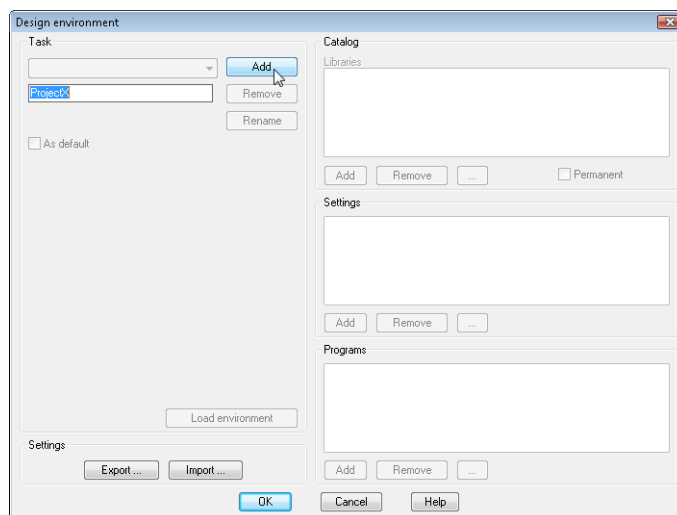 Design environment
Task
Add
ProjectX
Remove
Rename
As default
Load environment
Settings
Export ...
Import ...
Catalog
Libraries
Add
Remove
...
Permanent
Settings
Add
Remove
...
Programs
Add
Remove
...
OK
Cancel
Help